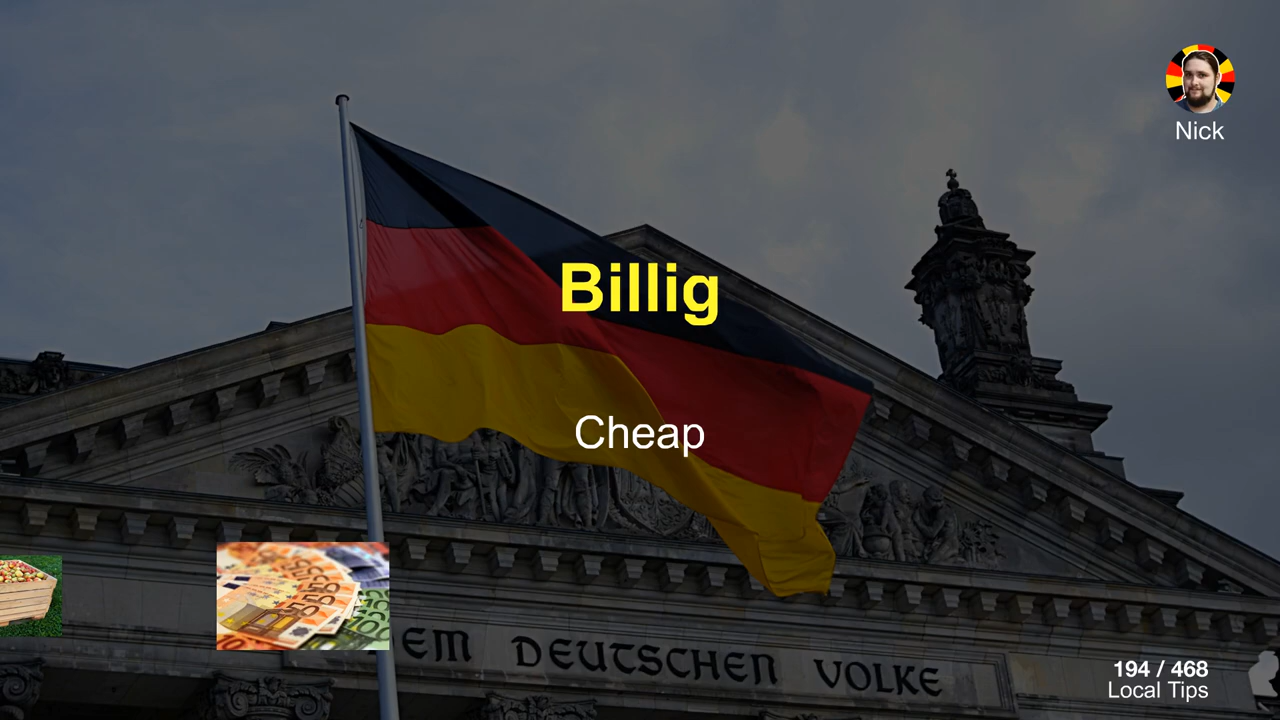 Nick
Billig
Cheap
EM DEUTSCHEN VOLKE
194 / 468
Local Tips